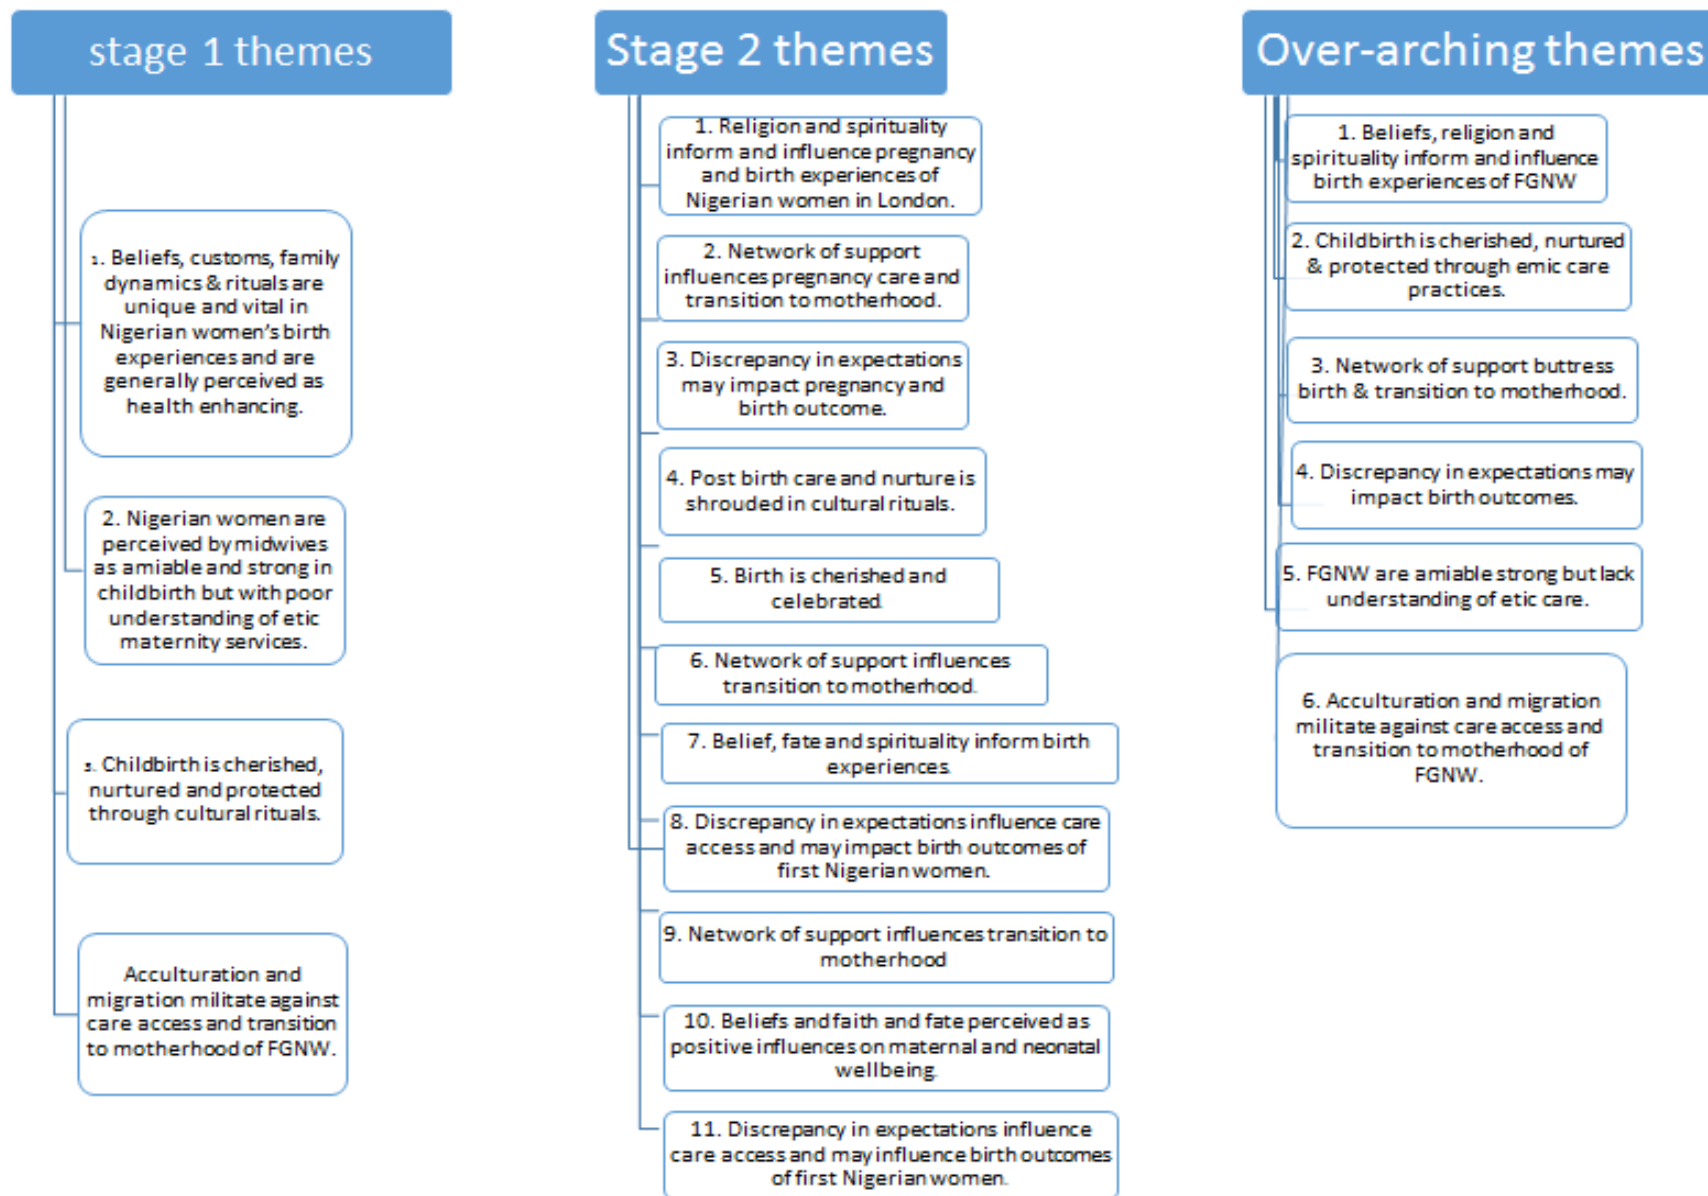 stage 1 themes
1. Beliefs, customs, family
dynamics & rituals are
unique and vital in
Nigerian women's birth
experiences and are
generally perceived as
health enhancing.
2. Nigerian women are
perceived by midwives
as amiable and strong in
childbirth but with poor
understanding of etic
maternity services.
3. Childbirth is cherished,
nurtured and protected
through cultural rituals.
Acculturation and
migration militate against
care access and transition
to motherhood of FGNW.
Stage 2 themes
1. Religion and spirituality
inform and influence pregnancy
and birth experiences of
Nigerian women in London.
2. Network of support
influences pregnancy care and
transition to motherhood.
3. Discrepancy in expectations
may impact pregnancy and
birth outcome.
4. Post birth care and nurture is
shrouded in cultural rituals.
5. Birth is cherished and
celebrated.
6. Network of support influences
transition to motherhood.
7. Belief, fate and spirituality inform birth
experiences.
8. Discrepancy in expectations influence care
access and may impact birth outcomes of
first Nigerian women.
9. Network of support influences transition to
motherhood
10. Beliefs and faith and fate perceived as
positive influences on maternal and neonatal
wellbeing.
11. Discrepancy in expectations influence
care access and may influence birth outcomes
of first Nigerian women.
Over-arching themes
1. Beliefs, religion and
spirituality inform and influence
birth experiences of FGNW
2. Childbirth is cherished, nurtured
& protected through emic care
practices.
3. Network of support buttress
birth & transition to motherhood.
4. Discrepancy in expectations may
impact birth outcomes.
5. FGNW are amiable strong but lack
understanding of etic care.
6. Acculturation and migration
militate against care access and
transition to motherhood of
FGNW.